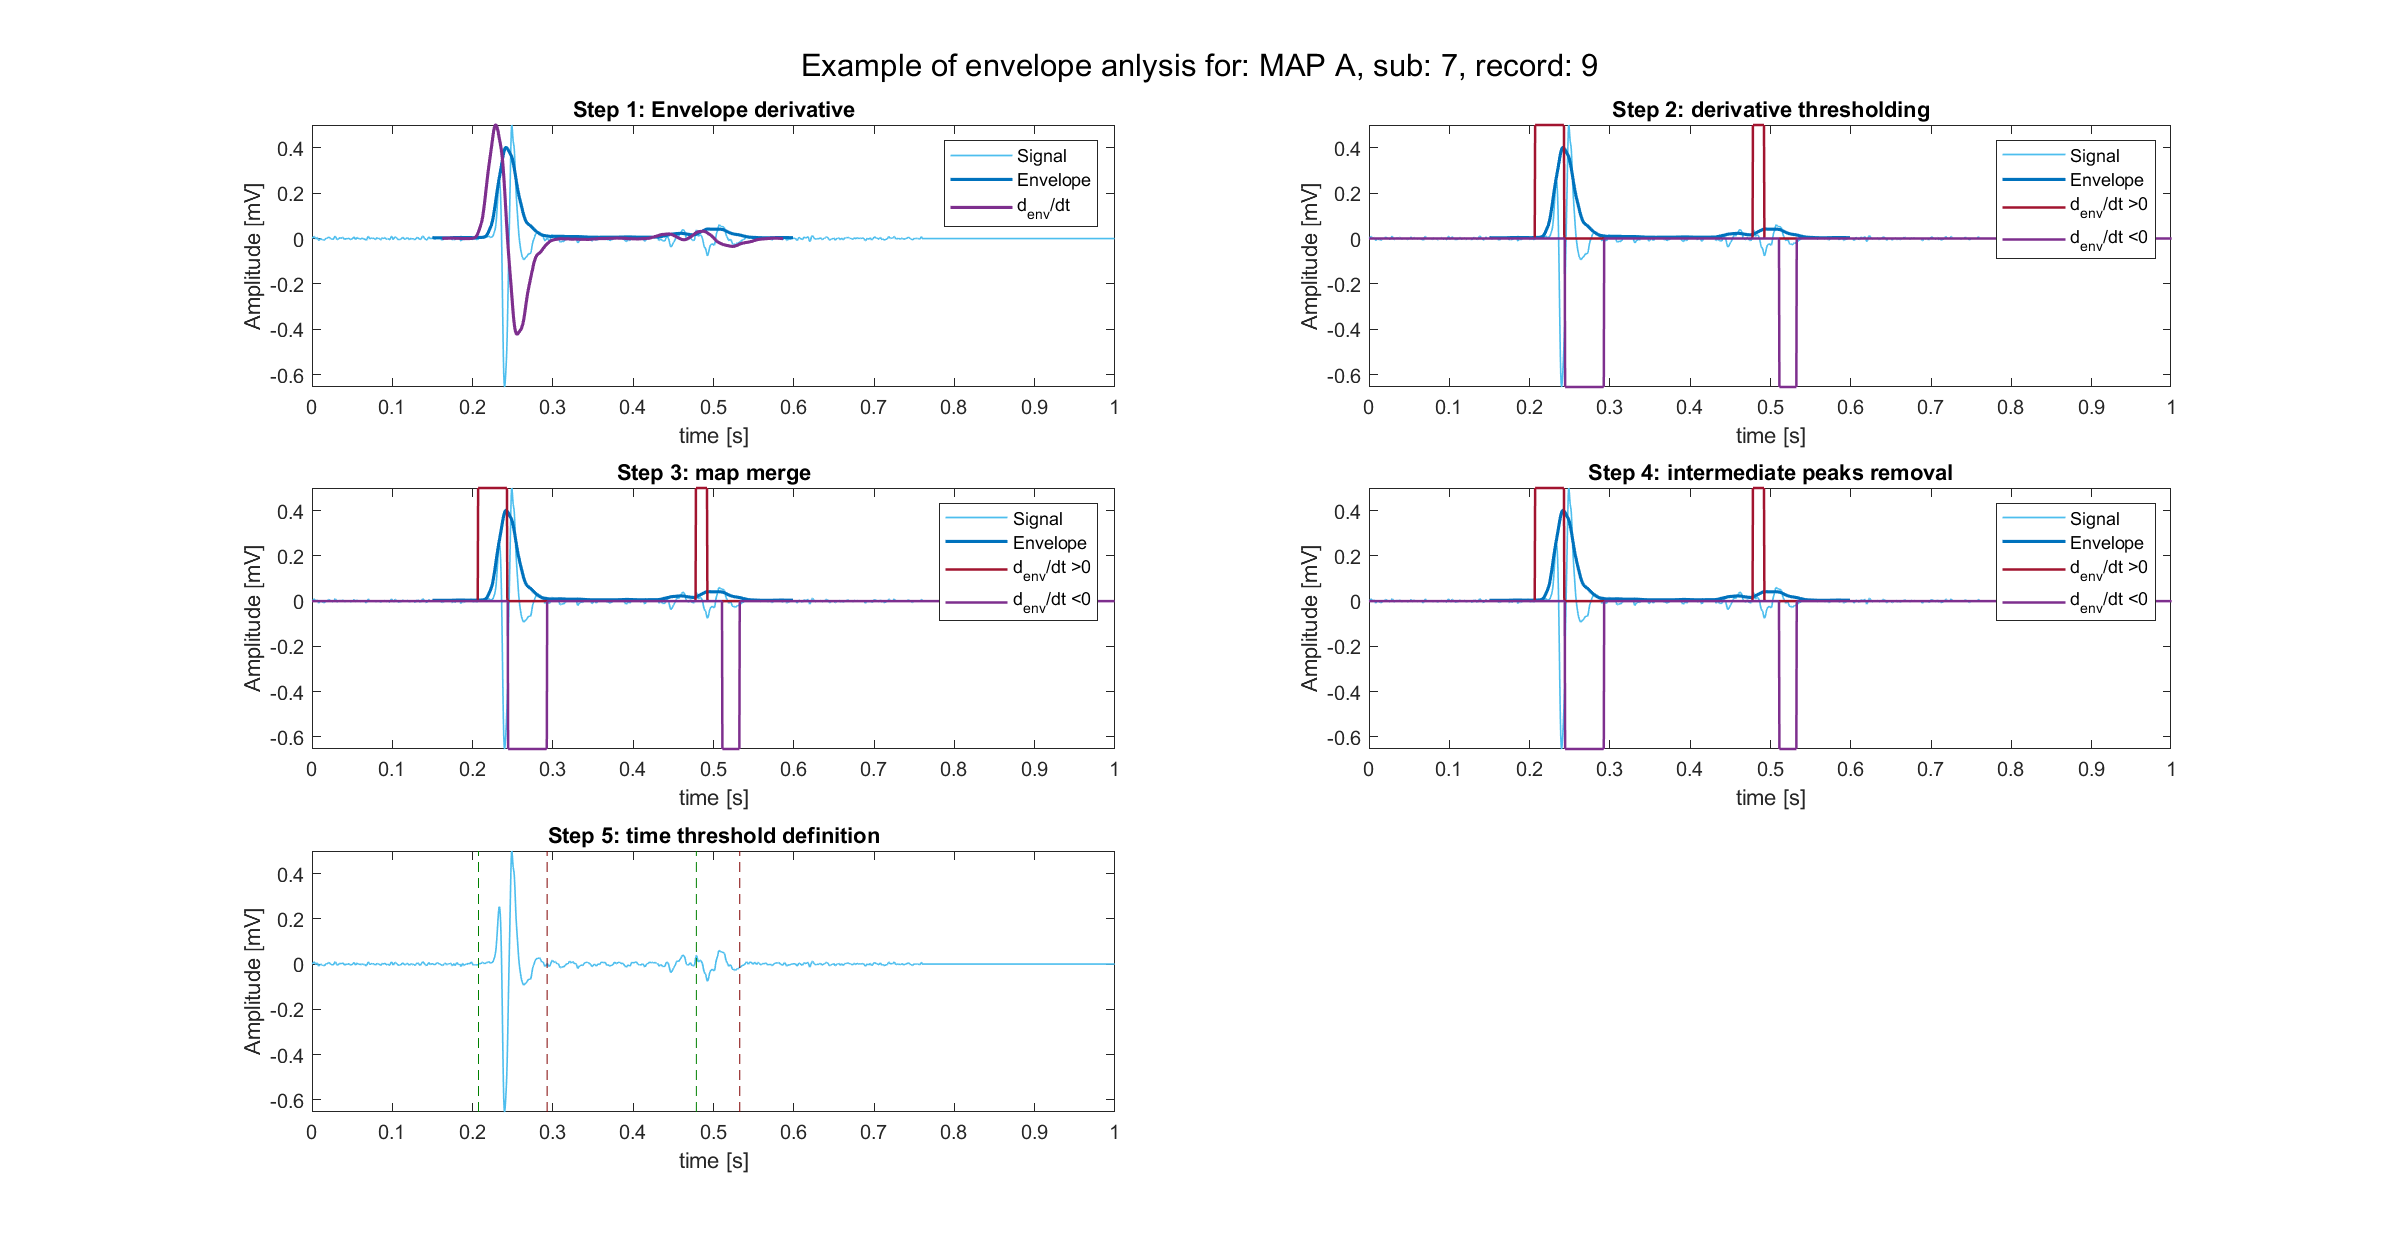 Example of envelope anlysis for: MAP A, sub: 7, record: 9
Step 1: Envelope derivative
Amplitude [mV]
0.4
0.2
0
-0.2
-0.4
-0.6
Signal
Envelope
d_env/dt
0 0.1 0.2 0.3 0.4 0.5 0.6 0.7 0.8 0.9 1
time [s]
Step 2: derivative thresholding
Amplitude [mV]
0.4
0.2
0
-0.2
-0.4
-0.6
Signal
Envelope
d_env/dt >0
d_env/dt <0
0 0.1 0.2 0.3 0.4 0.5 0.6 0.7 0.8 0.9 1
time [s]
Step 3: map merge
Amplitude [mV]
0.4
0.2
0
-0.2
-0.4
-0.6
Signal
Envelope
d_env/dt >0
d_env/dt <0
0 0.1 0.2 0.3 0.4 0.5 0.6 0.7 0.8 0.9 1
time [s]
Step 4: intermediate peaks removal
Amplitude [mV]
0.4
0.2
0
-0.2
-0.4
-0.6
Signal
Envelope
d_env/dt >0
d_env/dt <0
0 0.1 0.2 0.3 0.4 0.5 0.6 0.7 0.8 0.9 1
time [s]
Step 5: time threshold definition
Amplitude [mV]
0.4
0.2
0
-0.2
-0.4
-0.6
0 0.1 0.2 0.3 0.4 0.5 0.6 0.7 0.8 0.9 1
time [s]